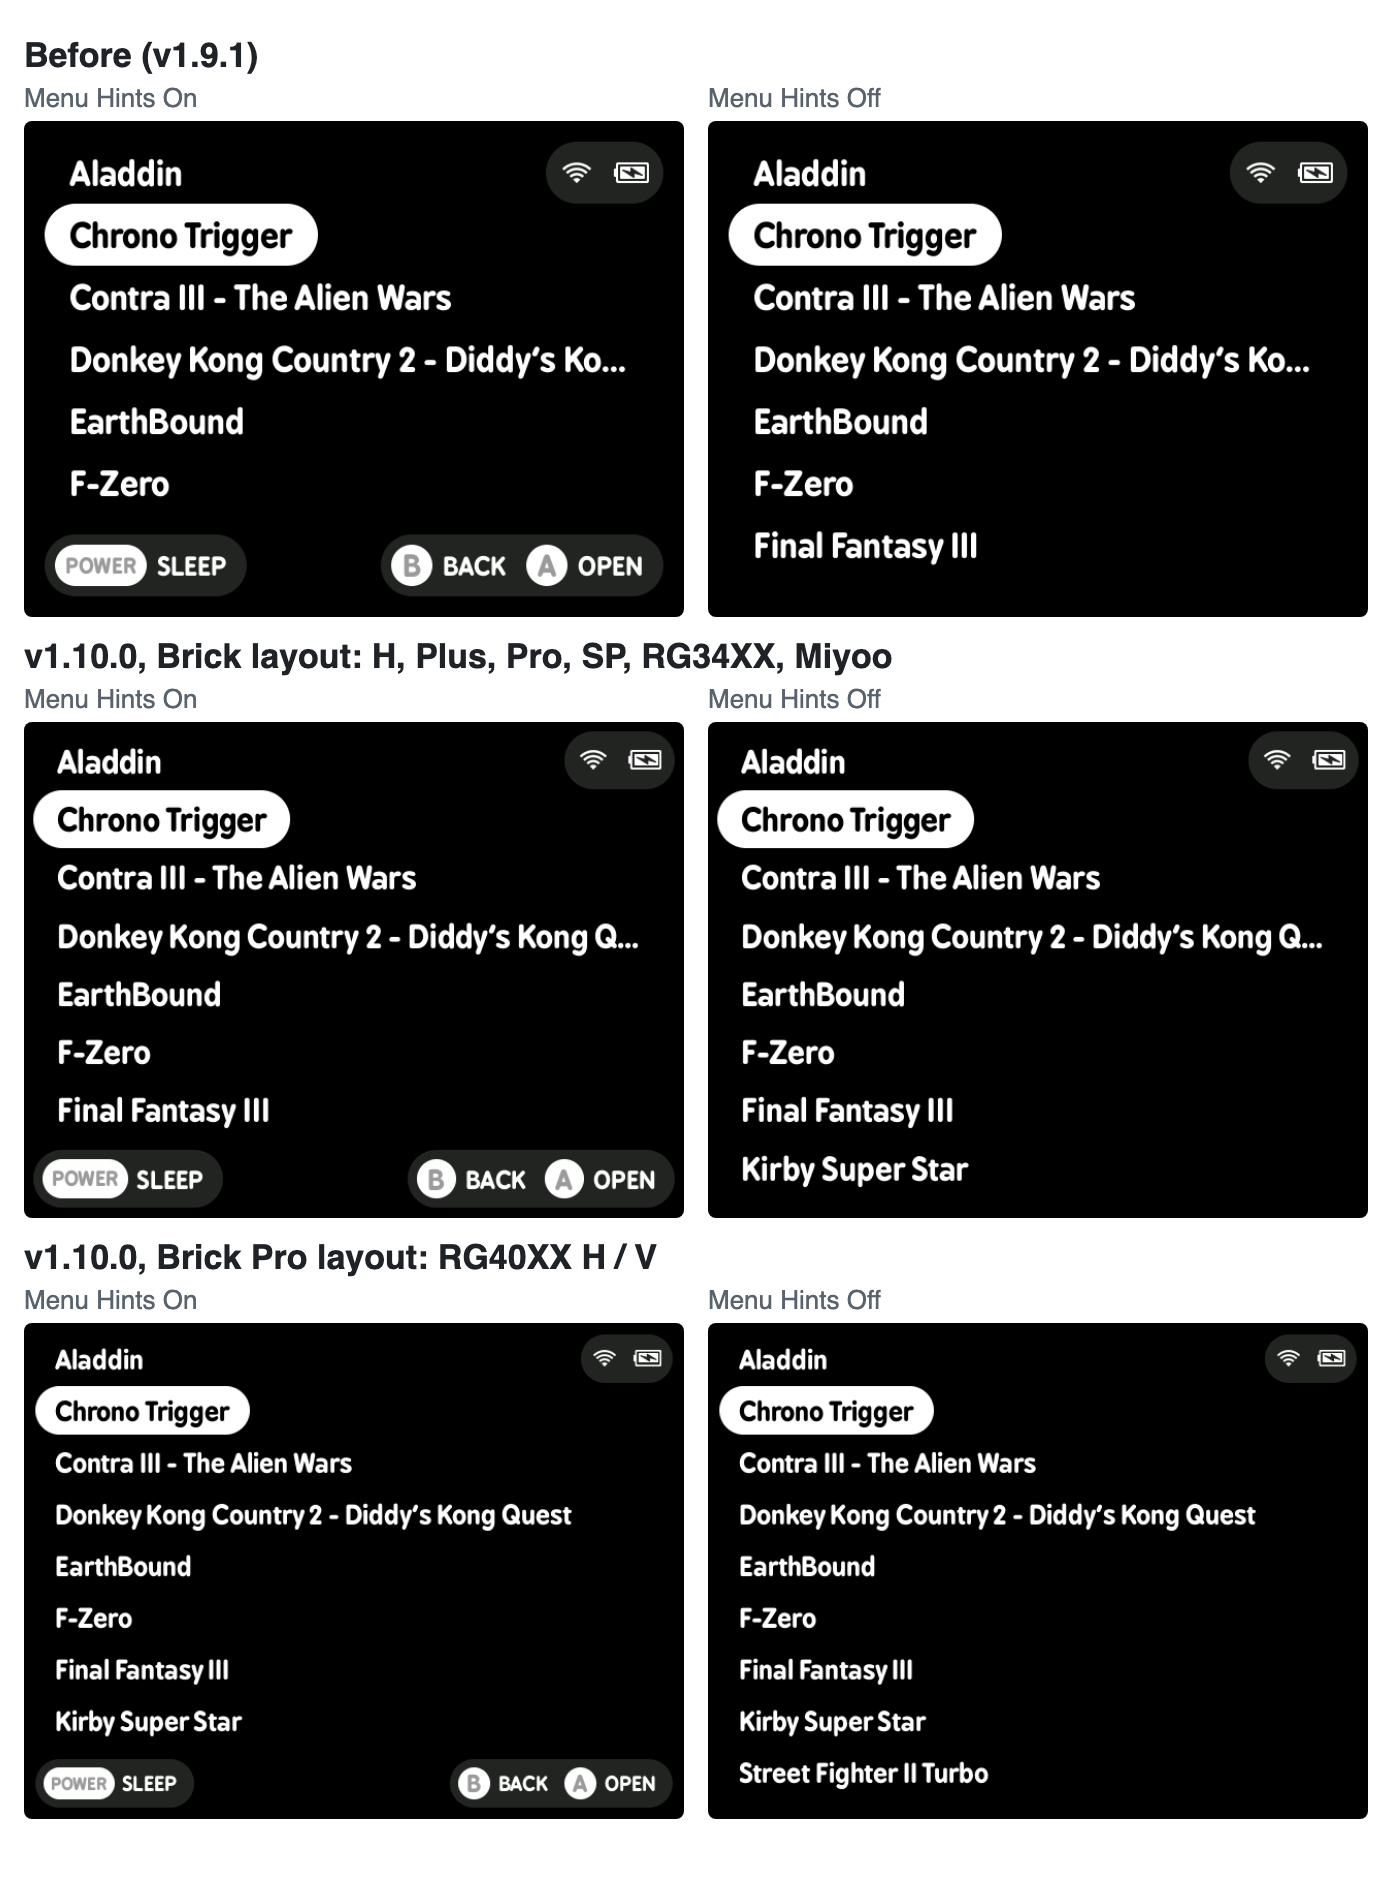 Before (v1.9.1)
Menu Hints On
Aladdin
Chrono Trigger
Contra III - The Alien Wars
Donkey Kong Country 2 - Diddy's Ko...
EarthBound
F-Zero
POWER SLEEP B BACK A OPEN
Menu Hints Off
Aladdin
Chrono Trigger
Contra III - The Alien Wars
Donkey Kong Country 2 - Diddy's Ko...
EarthBound
F-Zero
Final Fantasy III
v1.10.0, Brick layout: H, Plus, Pro, SP, RG34XX, Miyoo
Menu Hints On
Aladdin
Chrono Trigger
Contra III - The Alien Wars
Donkey Kong Country 2 - Diddy's Kong Q...
EarthBound
F-Zero
Final Fantasy III
POWER SLEEP B BACK A OPEN
Menu Hints Off
Aladdin
Chrono Trigger
Contra III - The Alien Wars
Donkey Kong Country 2 - Diddy's Kong Q...
EarthBound
F-Zero
Final Fantasy III
Kirby Super Star
v1.10.0, Brick Pro layout: RG40XX H / V
Menu Hints On
Aladdin
Chrono Trigger
Contra III - The Alien Wars
Donkey Kong Country 2 - Diddy's Kong Quest
EarthBound
F-Zero
Final Fantasy III
Kirby Super Star
POWER SLEEP B BACK A OPEN
Menu Hints Off
Aladdin
Chrono Trigger
Contra III - The Alien Wars
Donkey Kong Country 2 - Diddy's Kong Quest
EarthBound
F-Zero
Final Fantasy III
Kirby Super Star
Street Fighter II Turbo